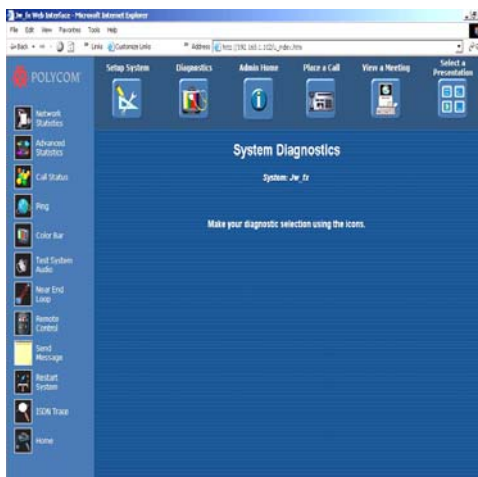 Jw_fx Web Interface - Microsoft Internet Explorer
File Edit View Favorites Tools Help
Back Links Customize Links Address
POLYCOM
Setup System Diagnostics Admin Home Place a Call View a Meeting Select a Presentation
Network Statistics
Advanced Statistics
Call Status
Ping
Color Bar
Test System Audio
Near End Loop
Remote Control
Send Message
Restart System
ISDN Trace
Home
System Diagnostics
System: Jw_fx
Make your diagnostic selection using the icons.